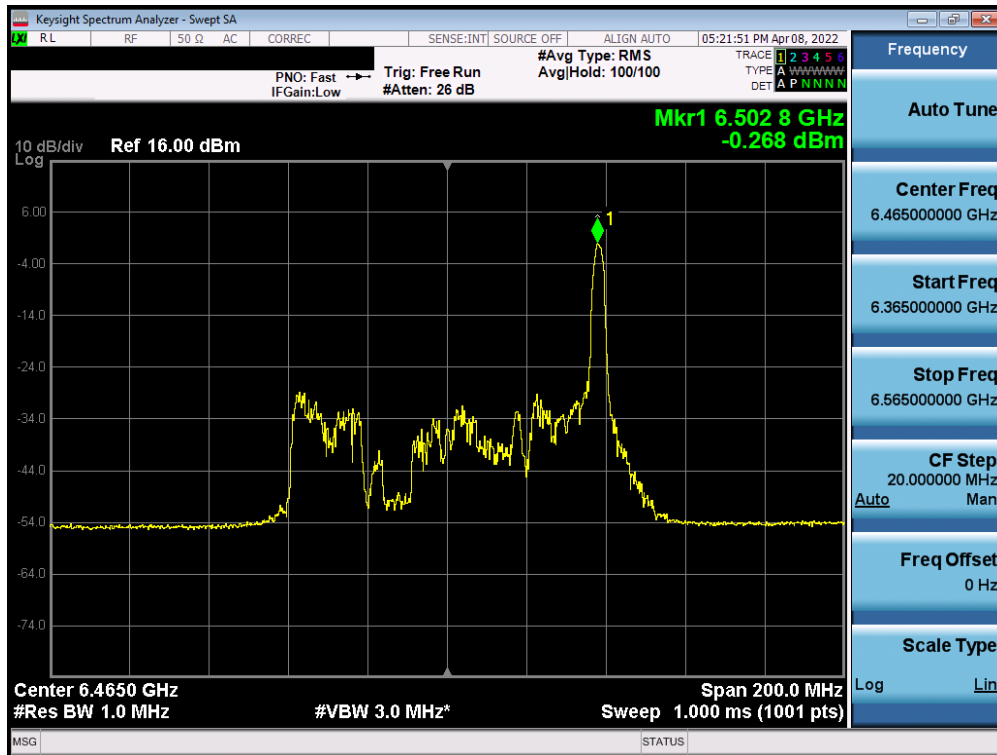 Keysight Spectrum Analyzer - Swept SA
LXI RL RF 50 Ω AC CORREC SENSE:INT SOURCE OFF ALIGN AUTO 05:21:51 PM Apr 08, 2022
PNO: Fast
IFGain:Low
Trig: Free Run
#Atten: 26 dB
#Avg Type: RMS
Avg|Hold: 100/100
TRACE 1 2 3 4 5 6
TYPE A WWWWW
DET A P N N N N
Mkr1 6.502 8 GHz
-0.268 dBm
10 dB/div Ref 16.00 dBm
Log
6.00
-4.00
-14.0
-24.0
-34.0
-44.0
-54.0
-64.0
-74.0
1
Center 6.4650 GHz Span 200.0 MHz
#Res BW 1.0 MHz #VBW 3.0 MHz* Sweep 1.000 ms (1001 pts)
MSG STATUS
Frequency
Auto Tune
Center Freq
6.465000000 GHz
Start Freq
6.365000000 GHz
Stop Freq
6.565000000 GHz
CF Step
20.000000 MHz
Auto Man
Freq Offset
0 Hz
Scale Type
Log Lin